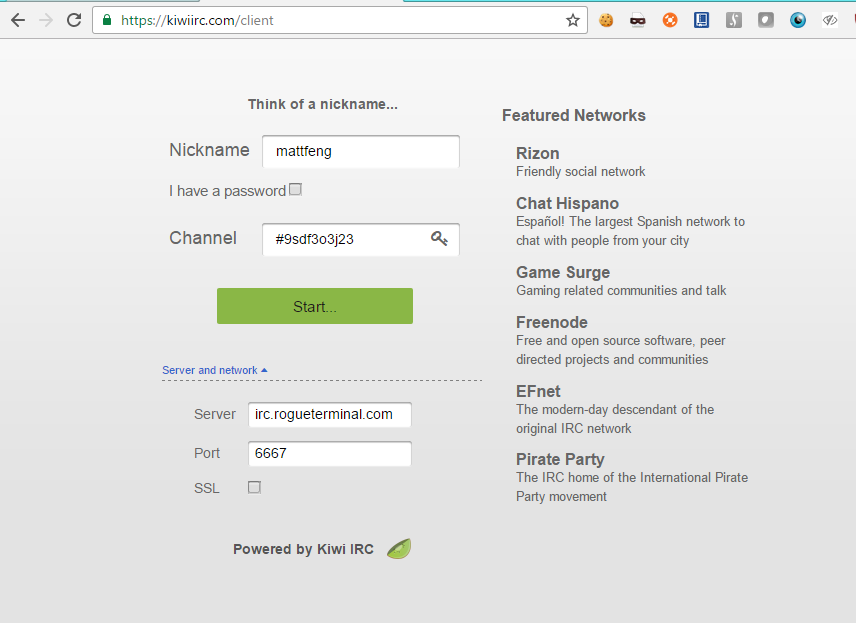 https://kiwiirc.com/client
Think of a nickname...
Nickname
mattfeng
I have a password
Channel
#9sdf3o3j23
Start...
Server and network
Server
irc.rogueterminal.com
Port
6667
SSL
Powered by Kiwi IRC
Featured Networks
Rizon
Friendly social network
Chat Hispano
Español! The largest Spanish network to
chat with people from your city
Game Surge
Gaming related communities and talk
Freenode
Free and open source software, peer
directed projects and communities
EFnet
The modern-day descendant of the
original IRC network
Pirate Party
The IRC home of the International Pirate
Party movement